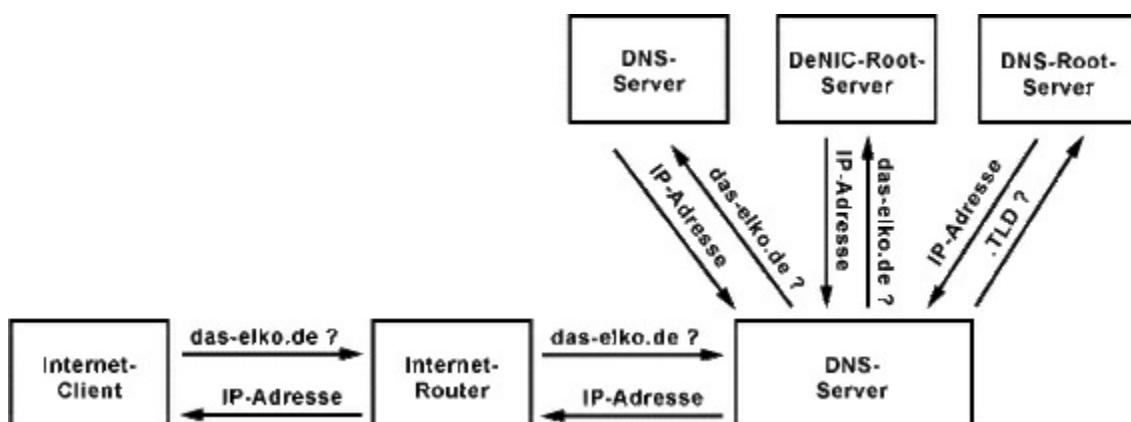 DNS-
Server
DeNIC-Root-
Server
DNS-Root-
Server
IP-Adresse
das-elko.de ?
IP-Adresse
das-elko.de ?
IP-Adresse
.TLD ?
Internet-
Client
das-elko.de ?
IP-Adresse
Internet-
Router
das-elko.de ?
IP-Adresse
DNS-
Server